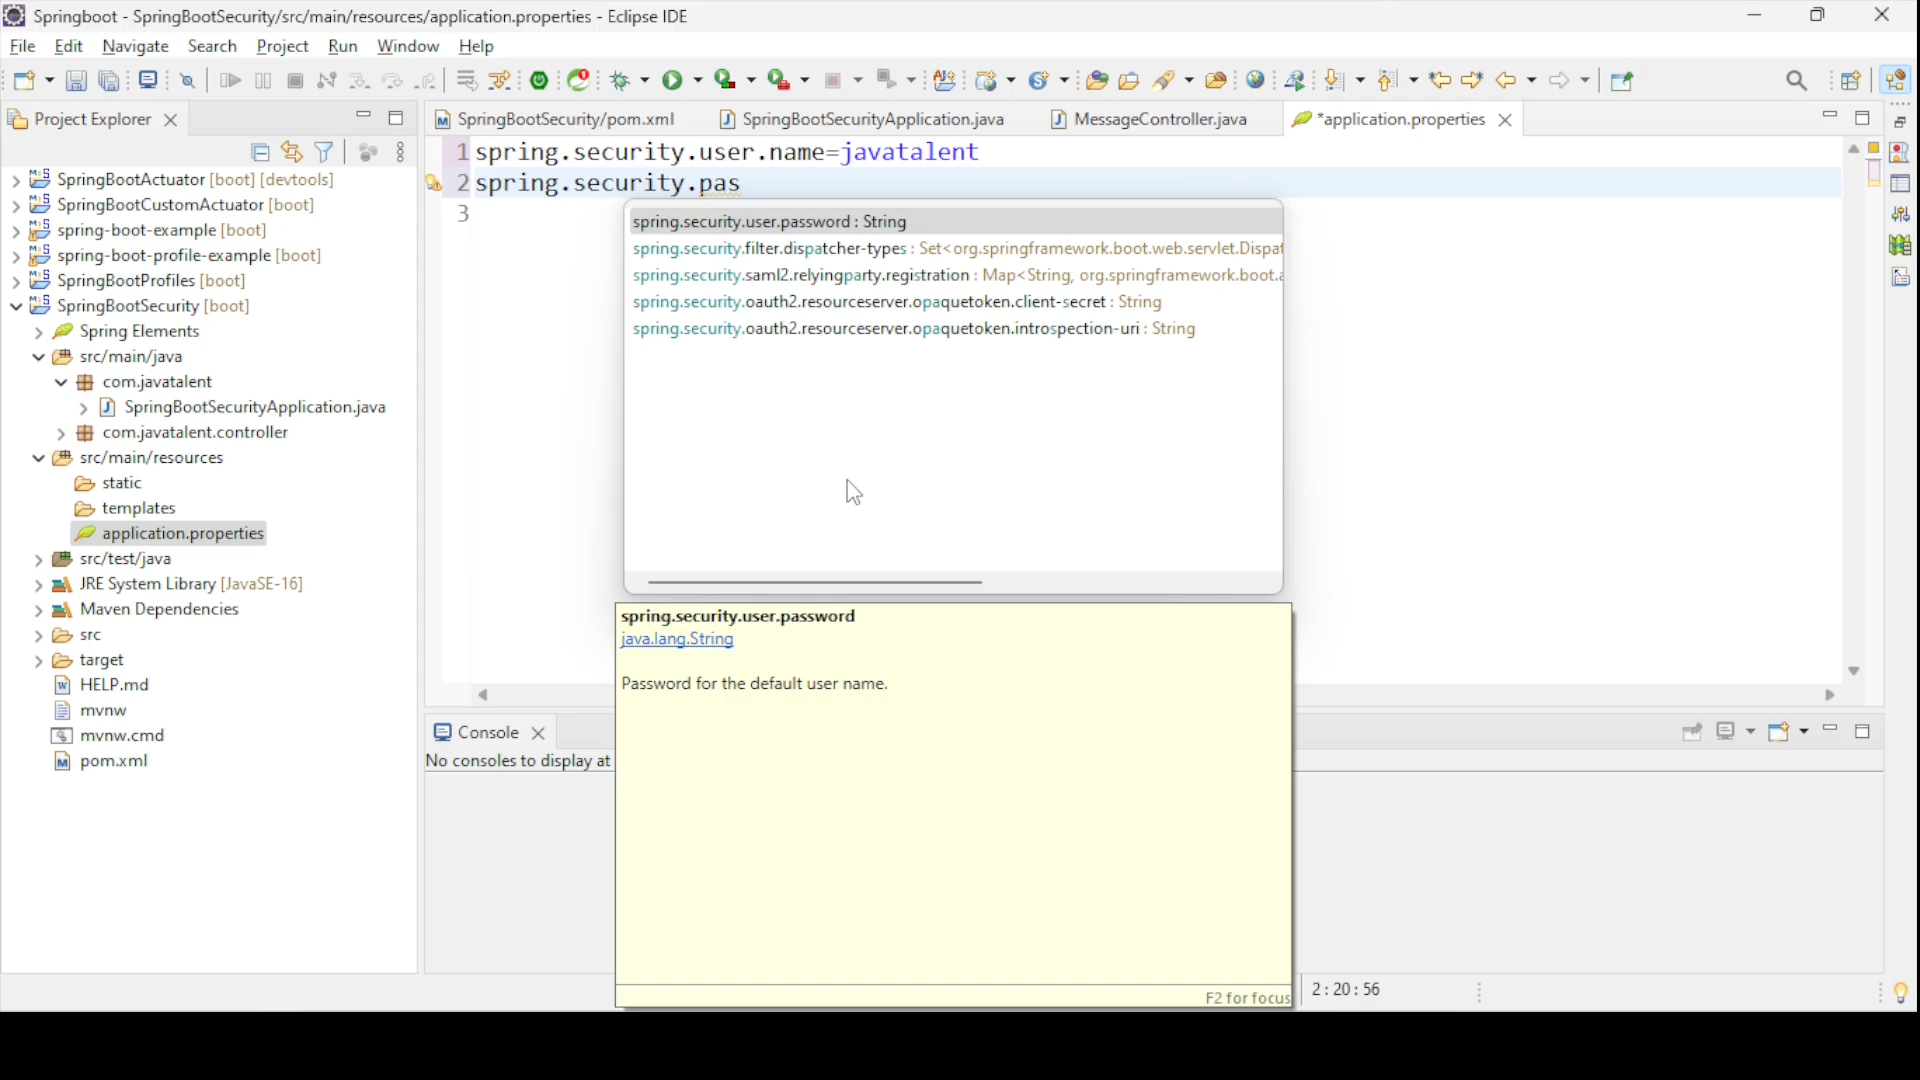 Springboot - SpringBootSecurity/src/main/resources/application.properties - Eclipse IDE
File Edit Navigate Search Project Run Window Help
Project Explorer
SpringBootSecurity/pom.xml SpringBootSecurityApplication.java MessageController.java *application.properties
SpringBootActuator [boot] [devtools]
SpringBootCustomActuator [boot]
spring-boot-example [boot]
spring-boot-profile-example [boot]
SpringBootProfiles [boot]
SpringBootSecurity [boot]
Spring Elements
src/main/java
com.javatalent
SpringBootSecurityApplication.java
com.javatalent.controller
src/main/resources
static
templates
application.properties
src/test/java
JRE System Library [JavaSE-16]
Maven Dependencies
src
target
HELP.md
mvnw
mvnw.cmd
pom.xml
1 spring.security.user.name=javatalent
2 spring.security.pas
3
spring.security.user.password : String
spring.security.filter.dispatcher-types : Set<org.springframework.boot.web.servlet.Dispat
spring.security.saml2.relyingparty.registration : Map<String, org.springframework.boot.a
spring.security.oauth2.resourceserver.opaquetoken.client-secret : String
spring.security.oauth2.resourceserver.opaquetoken.introspection-uri : String
spring.security.user.password
java.lang.String
Password for the default user name.
F2 for focus
Console
No consoles to display at
2 : 20 : 56